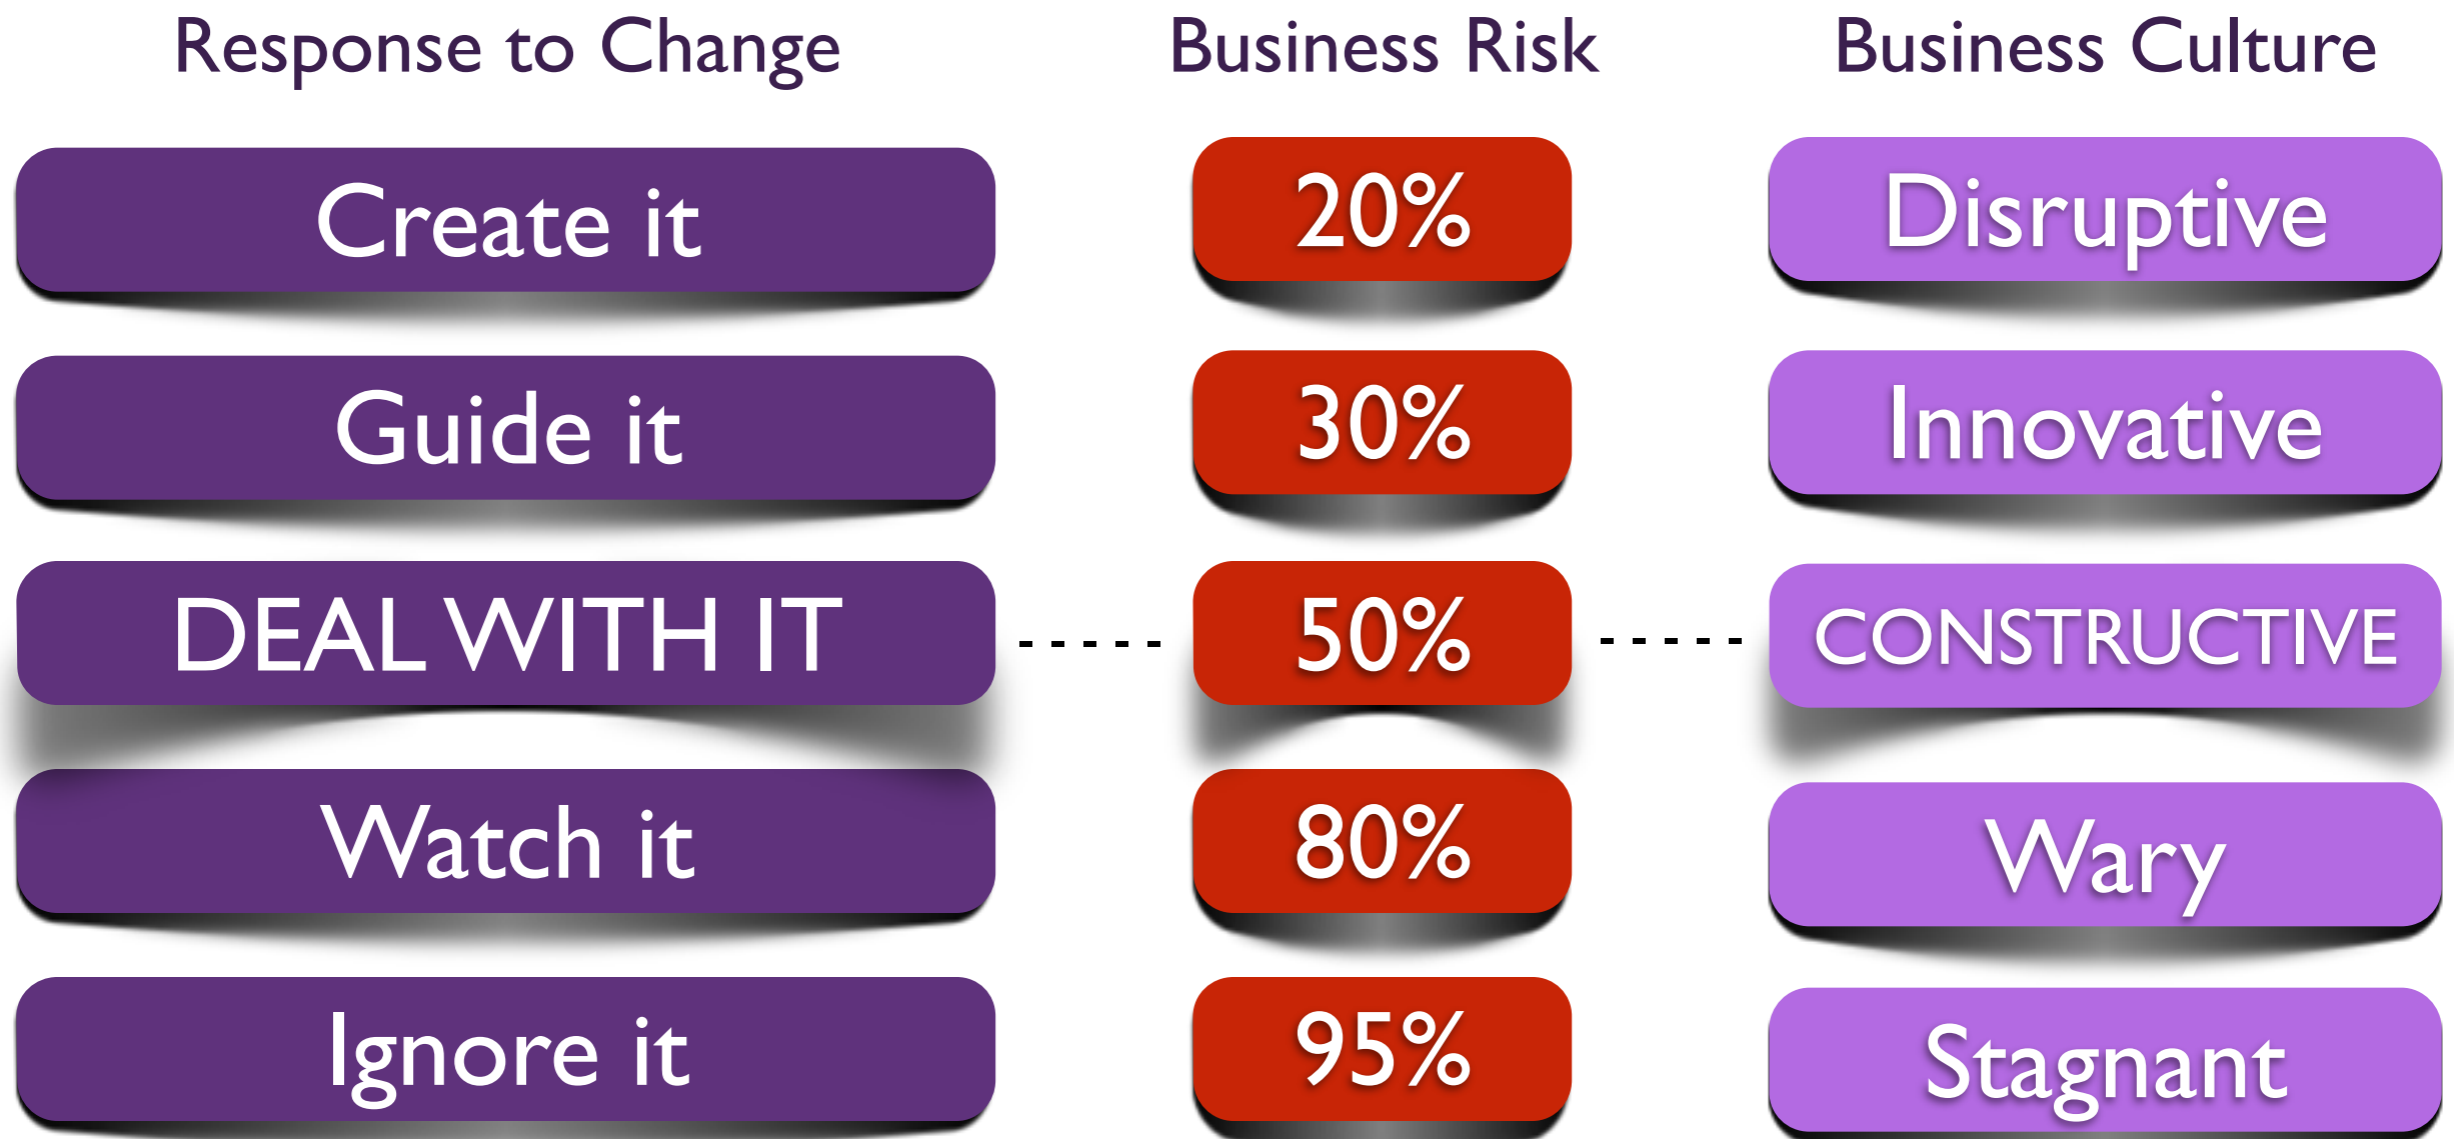 Response to Change Business Risk Business Culture
Create it 20% Disruptive
Guide it 30% Innovative
DEAL WITH IT 50% CONSTRUCTIVE
Watch it 80% Wary
Ignore it 95% Stagnant